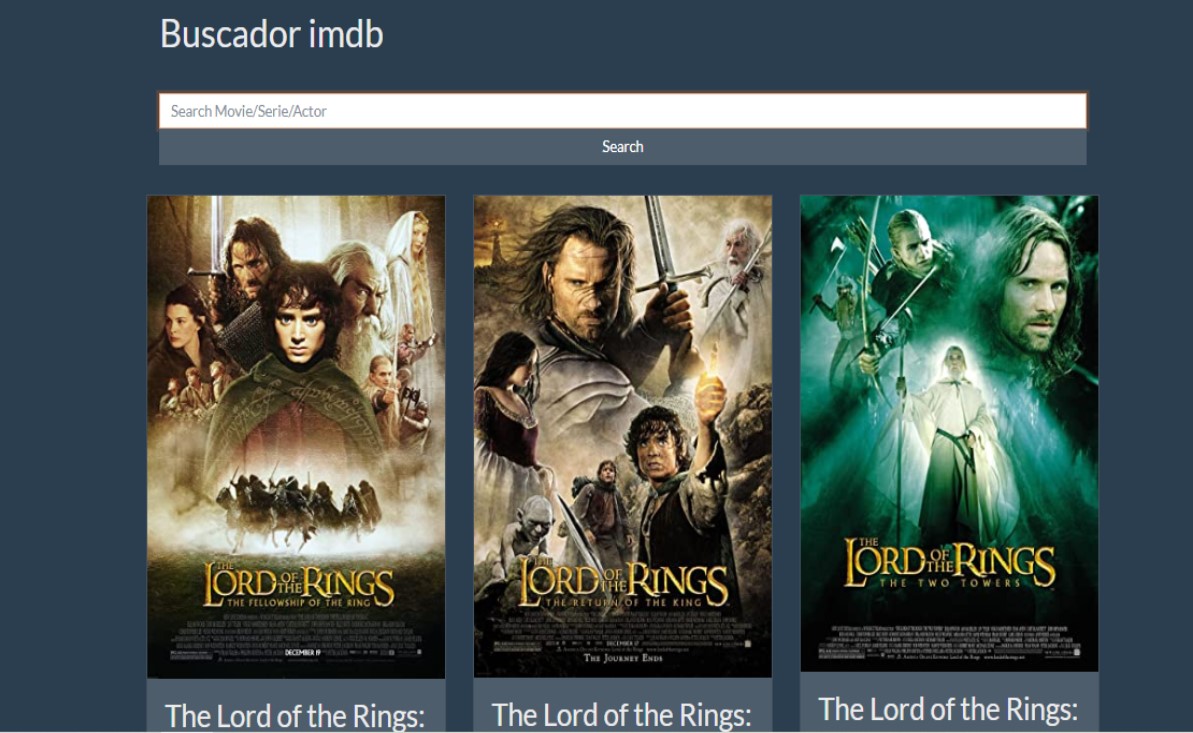 Buscador imdb
Search Movie/Serie/Actor
Search
THE
LORD OF THE RINGS
THE FELLOWSHIP OF THE RING
DECEMBER 19
THE
LORD OF THE RINGS
THE RETURN OF THE KING
DECEMBER 17
THE JOURNEY ENDS
THE
LORD OF THE RINGS
THE TWO TOWERS
The Lord of the Rings:
The Lord of the Rings:
The Lord of the Rings: